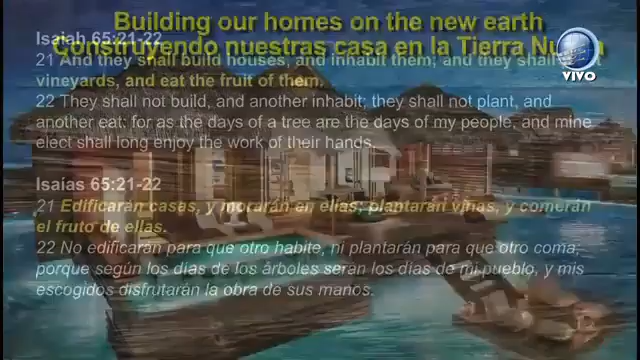 Building our homes on the new earth
Isaiah 65:21-22
Construyendo nuestras casa en la Tierra
VIVO
21 And they shall build houses, and inhabit them; and they shall
vineyards, and eat the fruit of them.
22 They shall not build, and another inhabit; they shall not plant, and
another eat: for as the days of a tree are the days of my people, and mine
elect shall long enjoy the work of their hands.
Isaías 65:21-22
21 Edificarán casas, y morarán en ellas; plantarán viñas, y comerán
el fruto de ellas.
22 No edificarán para que otro habite, ni plantarán para que otro coma;
porque según los días de los árboles serán los días de mi pueblo, y mis
escogidos disfrutarán la obra de sus manos.